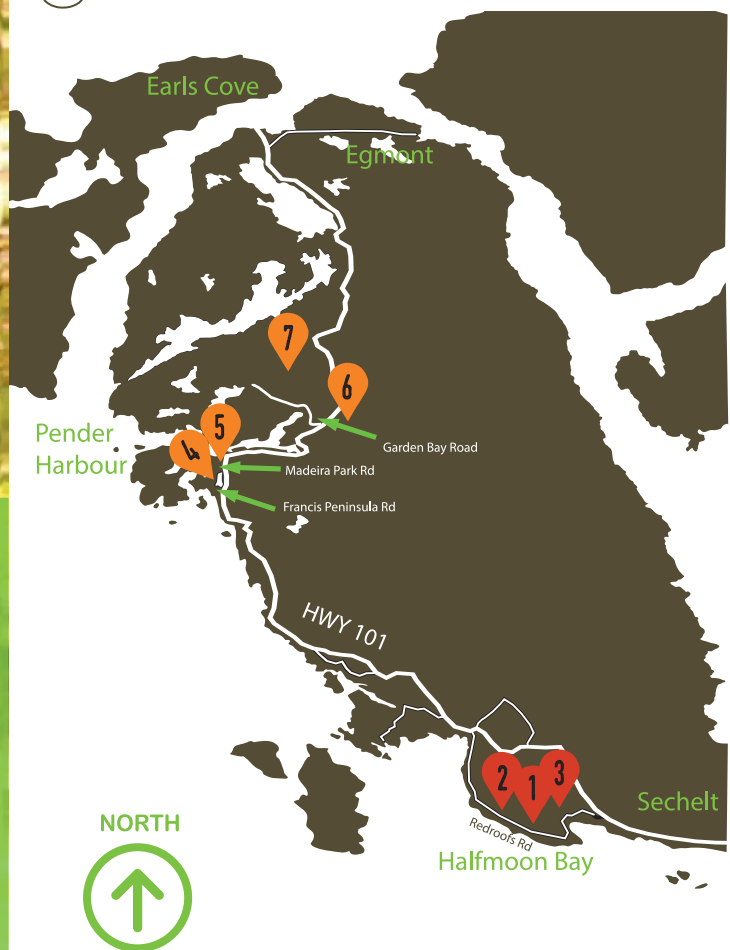 Earls Cove
Egmont
7
6
5
4
Pender
Harbour
Garden Bay Road
Madeira Park Rd
Francis Peninsula Rd
HWY 101
2
1
3
Sechelt
Redroofs Rd
Halfmoon Bay
NORTH